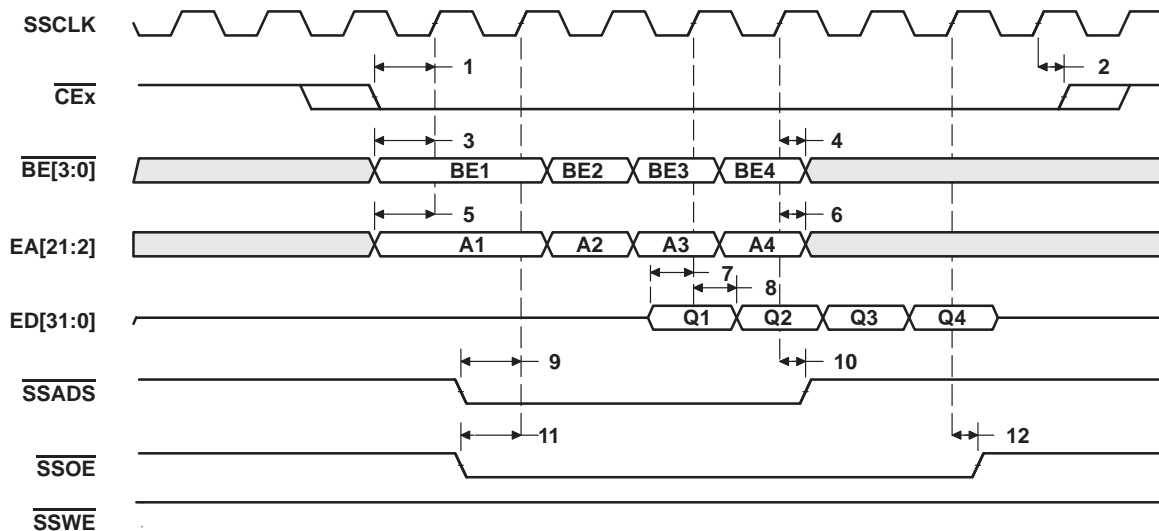 SSCLK
1 2
CEx
3 4
BE[3:0] BE1 BE2 BE3 BE4
5 6
EA[21:2] A1 A2 A3 A4
7 8
ED[31:0] Q1 Q2 Q3 Q4
9 10
SSADS
11 12
SSOE
SSWE